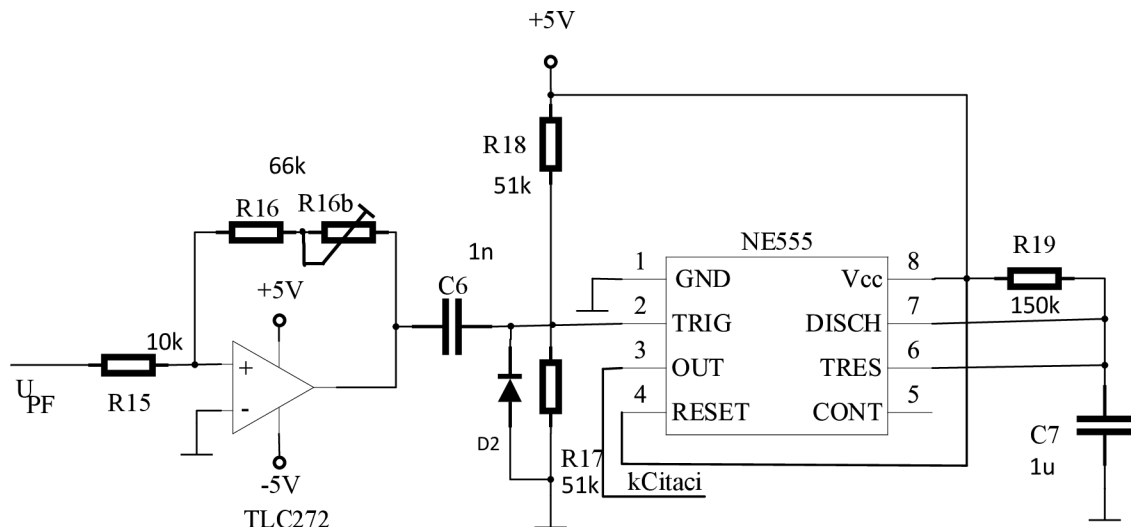 +5V
R18
51k
66k
R16
R16b
+5V
1n
C6
NE555
1
GND
2
TRIG
3
OUT
4
RESET
Vcc
8
DISCH
7
TRES
6
CONT
5
R19
150k
10k
+
-
U
PF
R15
-5V
TLC272
D2
R17
51k
kCitaci
C7
1u